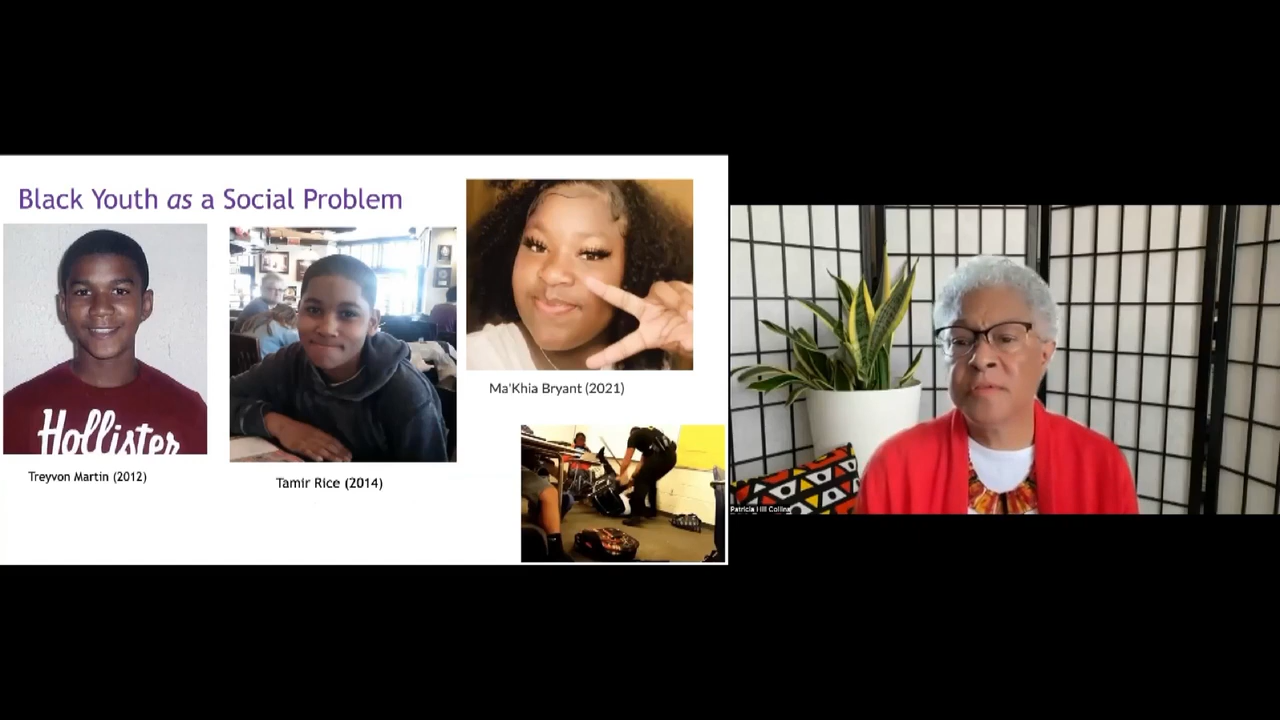 Black Youth as a Social Problem
Hollister
Treyvon Martin (2012)
Tamir Rice (2014)
Ma'Khia Bryant (2021)
Patricia Hill Collins